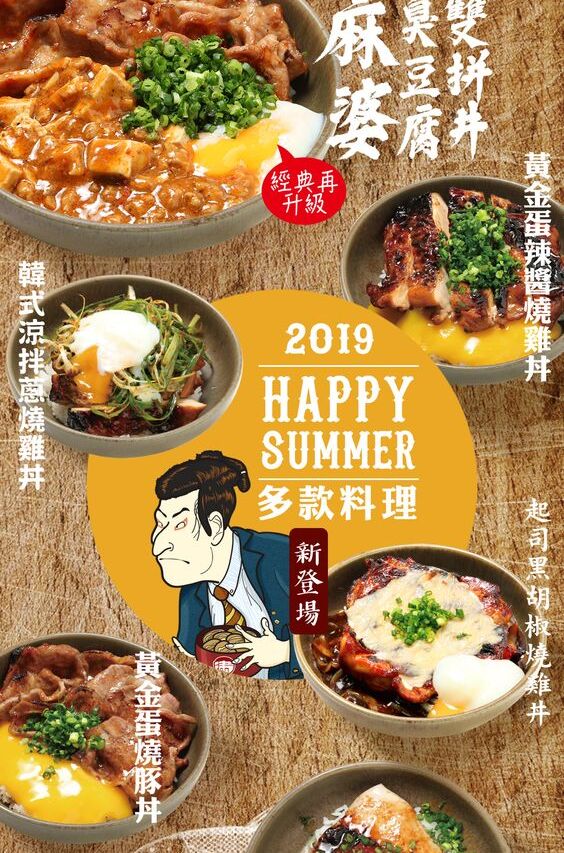 麻婆
臭豆腐
雙拼丼
經典再
升級
黃金蛋辣醬燒雞丼
韓式涼拌蔥燒雞丼
2019
HAPPY
SUMMER
多款料理
新登場
起司黑胡椒燒雞丼
黃金蛋燒豚丼